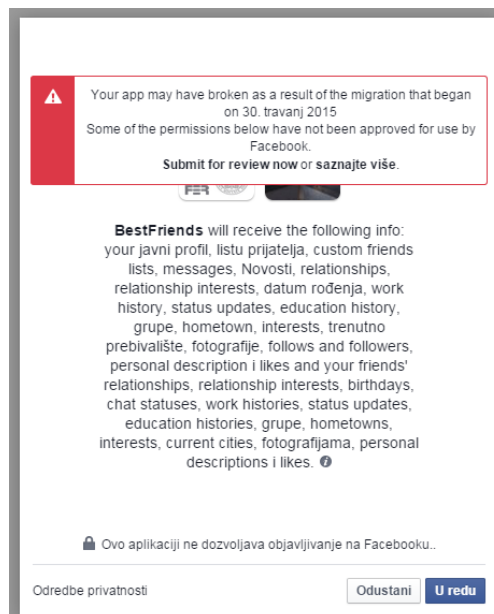 Your app may have broken as a result of the migration that began
on 30. travanj 2015
Some of the permissions below have not been approved for use by
Facebook.
Submit for review now or saznajte više.
FER
BestFriends will receive the following info:
your javni profil, listu prijatelja, custom friends
lists, messages, Novosti, relationships,
relationship interests, datum rođenja, work
history, status updates, education history,
grupe, hometown, interests, trenutno
prebivalište, fotografije, follows and followers,
personal description i likes and your friends'
relationships, relationship interests, birthdays,
chat statuses, work histories, status updates,
education histories, grupe, hometowns,
interests, current cities, fotografijama, personal
descriptions i likes.
Ovo aplikaciji ne dozvoljava objavljivanje na Facebooku..
Odredbe privatnosti
Odustani
U redu